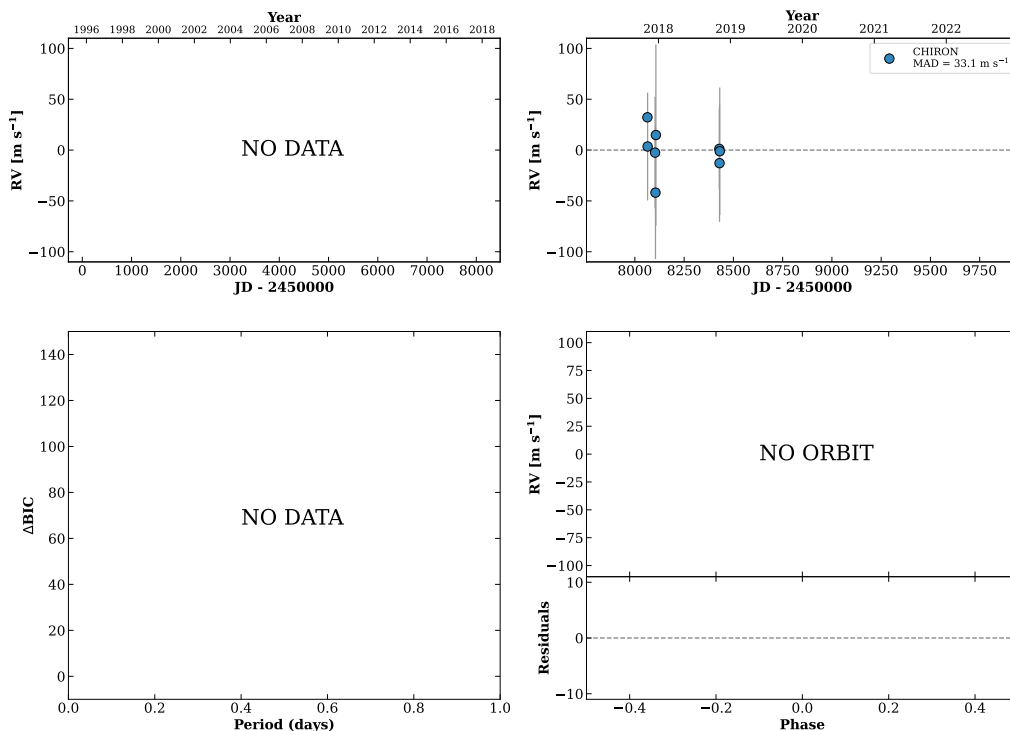 Year
1996 1998 2000 2002 2004 2006 2008 2010 2012 2014 2016 2018
100
50
0
−50
−100
RV [m s⁻¹]
NO DATA
0 1000 2000 3000 4000 5000 6000 7000 8000
JD - 2450000
Year
2018 2019 2020 2021 2022
100
50
0
−50
−100
RV [m s⁻¹]
CHIRON
MAD = 33.1 m s⁻¹
8000 8250 8500 8750 9000 9250 9500 9750
JD - 2450000
140
120
100
80
60
40
20
0
ΔBIC
NO DATA
0.0 0.2 0.4 0.6 0.8 1.0
Period (days)
100
75
50
25
0
−25
−50
−75
−100
RV [m s⁻¹]
NO ORBIT
10
0
−10
Residuals
−0.4 −0.2 0.0 0.2 0.4
Phase